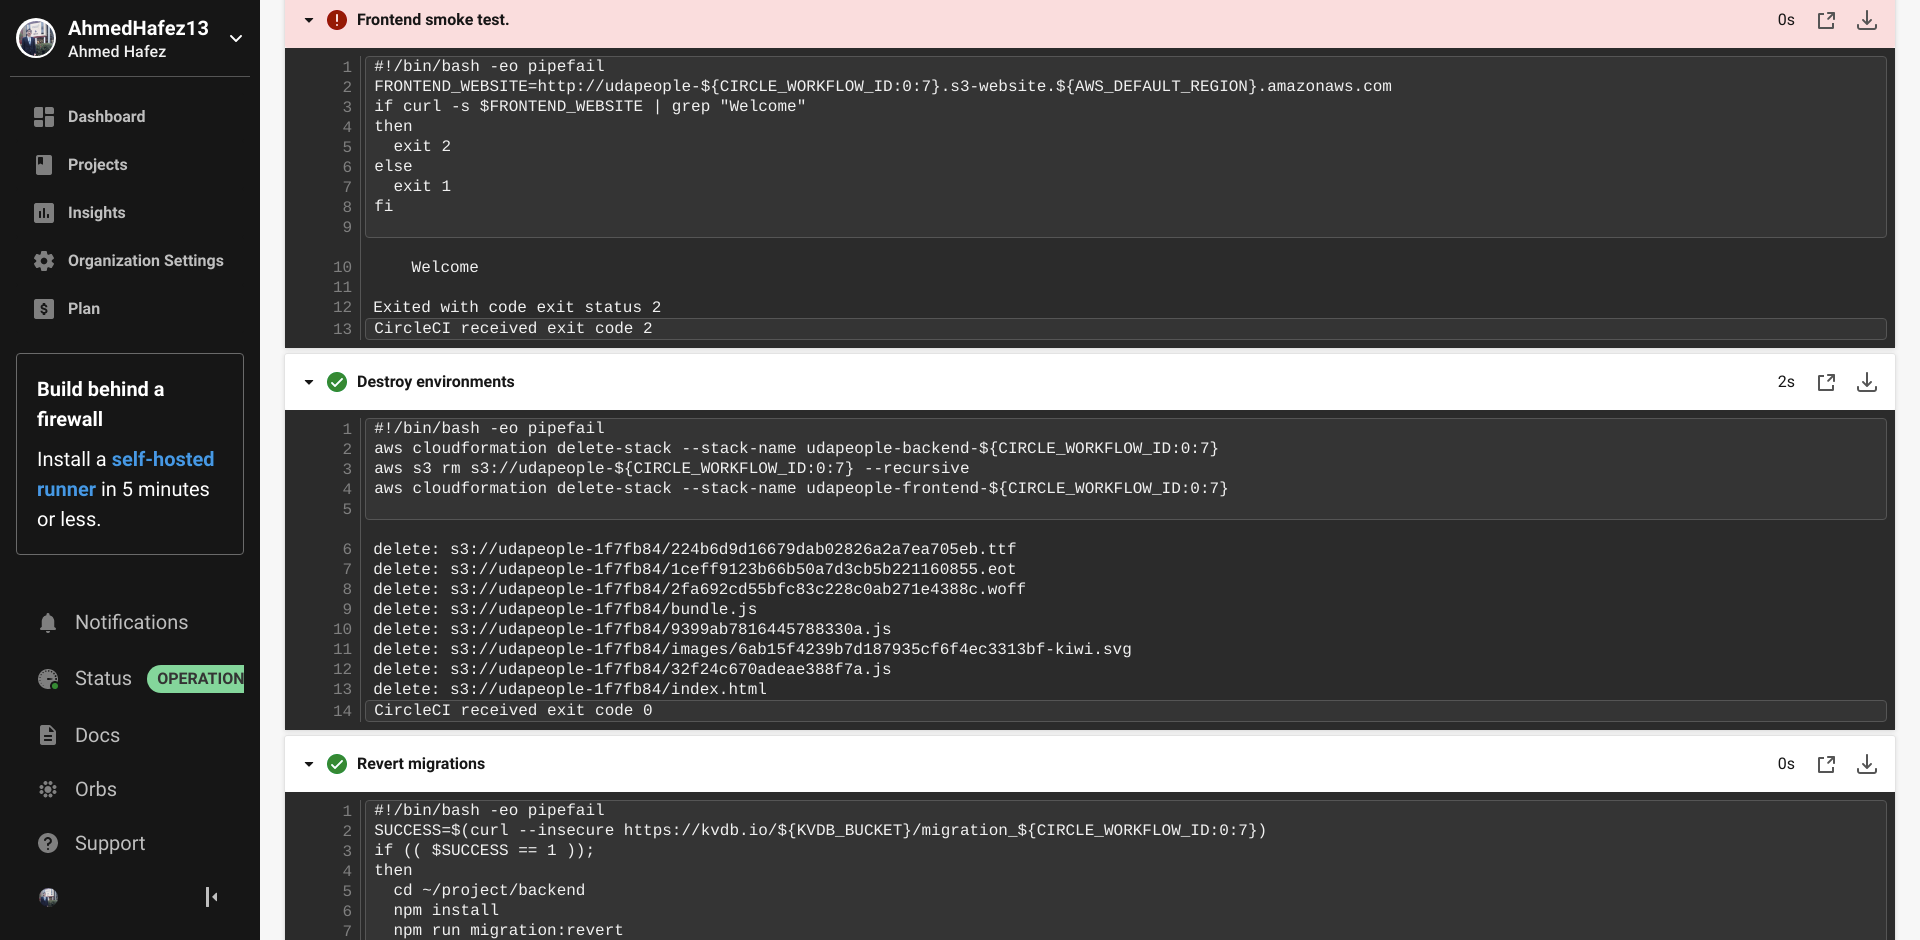 AhmedHafez13
Ahmed Hafez
Dashboard
Projects
Insights
Organization Settings
Plan
Build behind a
firewall
Install a self-hosted
runner in 5 minutes
or less.
Notifications
Status OPERATION
Docs
Orbs
Support
Frontend smoke test. 0s
1 #!/bin/bash -eo pipefail
2 FRONTEND_WEBSITE=http://udapeople-${CIRCLE_WORKFLOW_ID:0:7}.s3-website.${AWS_DEFAULT_REGION}.amazonaws.com
3 if curl -s $FRONTEND_WEBSITE | grep "Welcome"
4 then
5   exit 2
6 else
7   exit 1
8 fi
9
10     Welcome
11
12 Exited with code exit status 2
13 CircleCI received exit code 2
Destroy environments 2s
1 #!/bin/bash -eo pipefail
2 aws cloudformation delete-stack --stack-name udapeople-backend-${CIRCLE_WORKFLOW_ID:0:7}
3 aws s3 rm s3://udapeople-${CIRCLE_WORKFLOW_ID:0:7} --recursive
4 aws cloudformation delete-stack --stack-name udapeople-frontend-${CIRCLE_WORKFLOW_ID:0:7}
5
6 delete: s3://udapeople-1f7fb84/224b6d9d16679dab02826a2a7ea705eb.ttf
7 delete: s3://udapeople-1f7fb84/1ceff9123b66b50a7d3cb5b221160855.eot
8 delete: s3://udapeople-1f7fb84/2fa692cd55bfc83c228c0ab271e4388c.woff
9 delete: s3://udapeople-1f7fb84/bundle.js
10 delete: s3://udapeople-1f7fb84/9399ab7816445788330a.js
11 delete: s3://udapeople-1f7fb84/images/6ab15f4239b7d187935cf6f4ec3313bf-kiwi.svg
12 delete: s3://udapeople-1f7fb84/32f24c670adeae388f7a.js
13 delete: s3://udapeople-1f7fb84/index.html
14 CircleCI received exit code 0
Revert migrations 0s
1 #!/bin/bash -eo pipefail
2 SUCCESS=$(curl --insecure https://kvdb.io/${KVDB_BUCKET}/migration_${CIRCLE_WORKFLOW_ID:0:7})
3 if (( $SUCCESS == 1 ));
4 then
5   cd ~/project/backend
6   npm install
7   npm run migration:revert